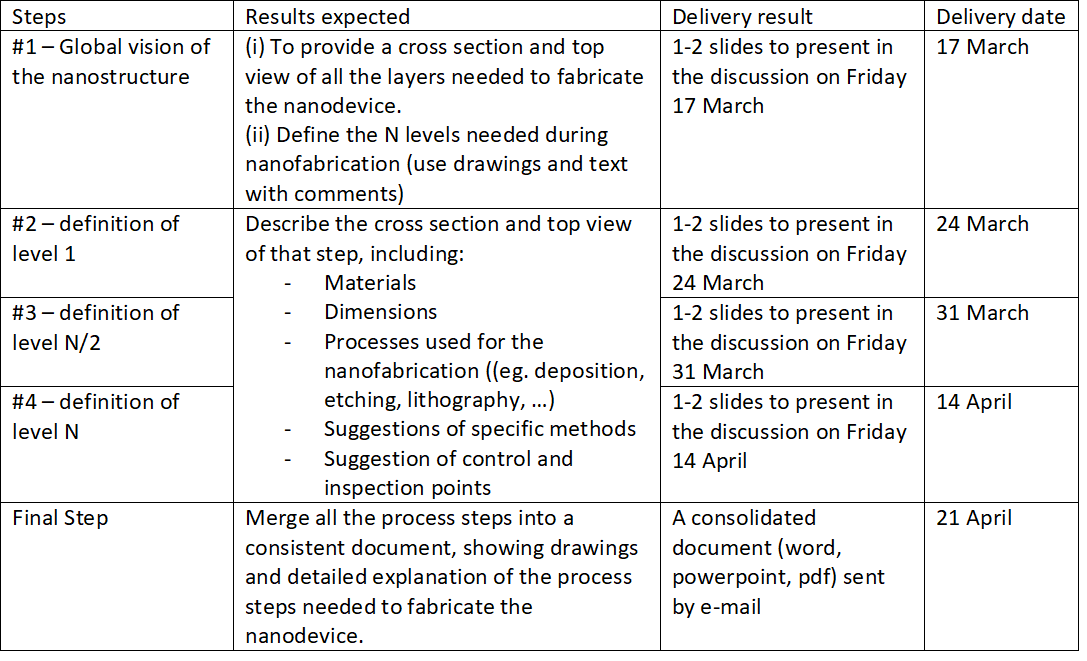 Steps
Results expected
Delivery result
Delivery date
#1 – Global vision of
the nanostructure
(i) To provide a cross section and top
view of all the layers needed to fabricate
the nanodevice.
(ii) Define the N levels needed during
nanofabrication (use drawings and text
with comments)
1-2 slides to present in
the discussion on Friday
17 March
17 March
#2 – definition of
level 1
Describe the cross section and top view
of that step, including:
- Materials
- Dimensions
- Processes used for the
nanofabrication ((eg. deposition,
etching, lithography, …)
- Suggestions of specific methods
- Suggestion of control and
inspection points
1-2 slides to present in
the discussion on Friday
24 March
24 March
#3 – definition of
level N/2
1-2 slides to present in
the discussion on Friday
31 March
31 March
#4 – definition of
level N
1-2 slides to present in
the discussion on Friday
14 April
14 April
Final Step
Merge all the process steps into a
consistent document, showing drawings
and detailed explanation of the process
steps needed to fabricate the
nanodevice.
A consolidated
document (word,
powerpoint, pdf) sent
by e-mail
21 April